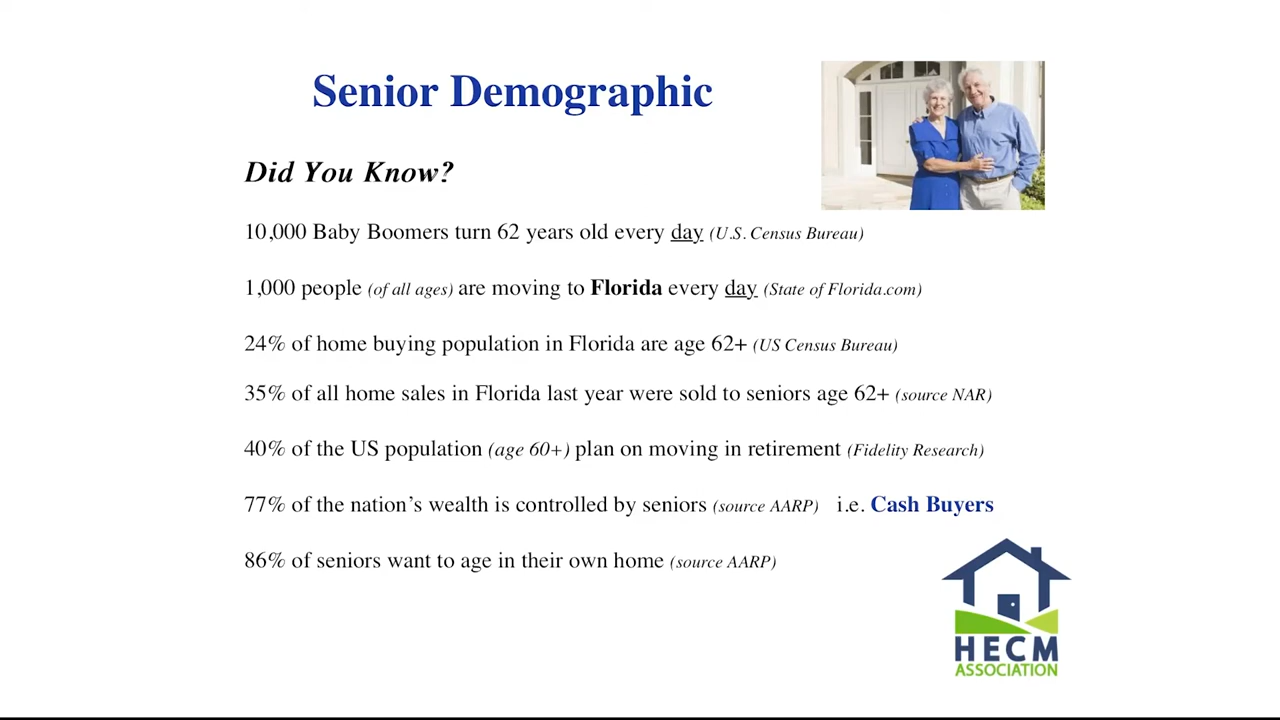 Senior Demographic
Did You Know?
10,000 Baby Boomers turn 62 years old every day (U.S. Census Bureau)
1,000 people (of all ages) are moving to Florida every day (State of Florida.com)
24% of home buying population in Florida are age 62+ (US Census Bureau)
35% of all home sales in Florida last year were sold to seniors age 62+ (source NAR)
40% of the US population (age 60+) plan on moving in retirement (Fidelity Research)
77% of the nation’s wealth is controlled by seniors (source AARP) i.e. Cash Buyers
86% of seniors want to age in their own home (source AARP)
HECM
ASSOCIATION